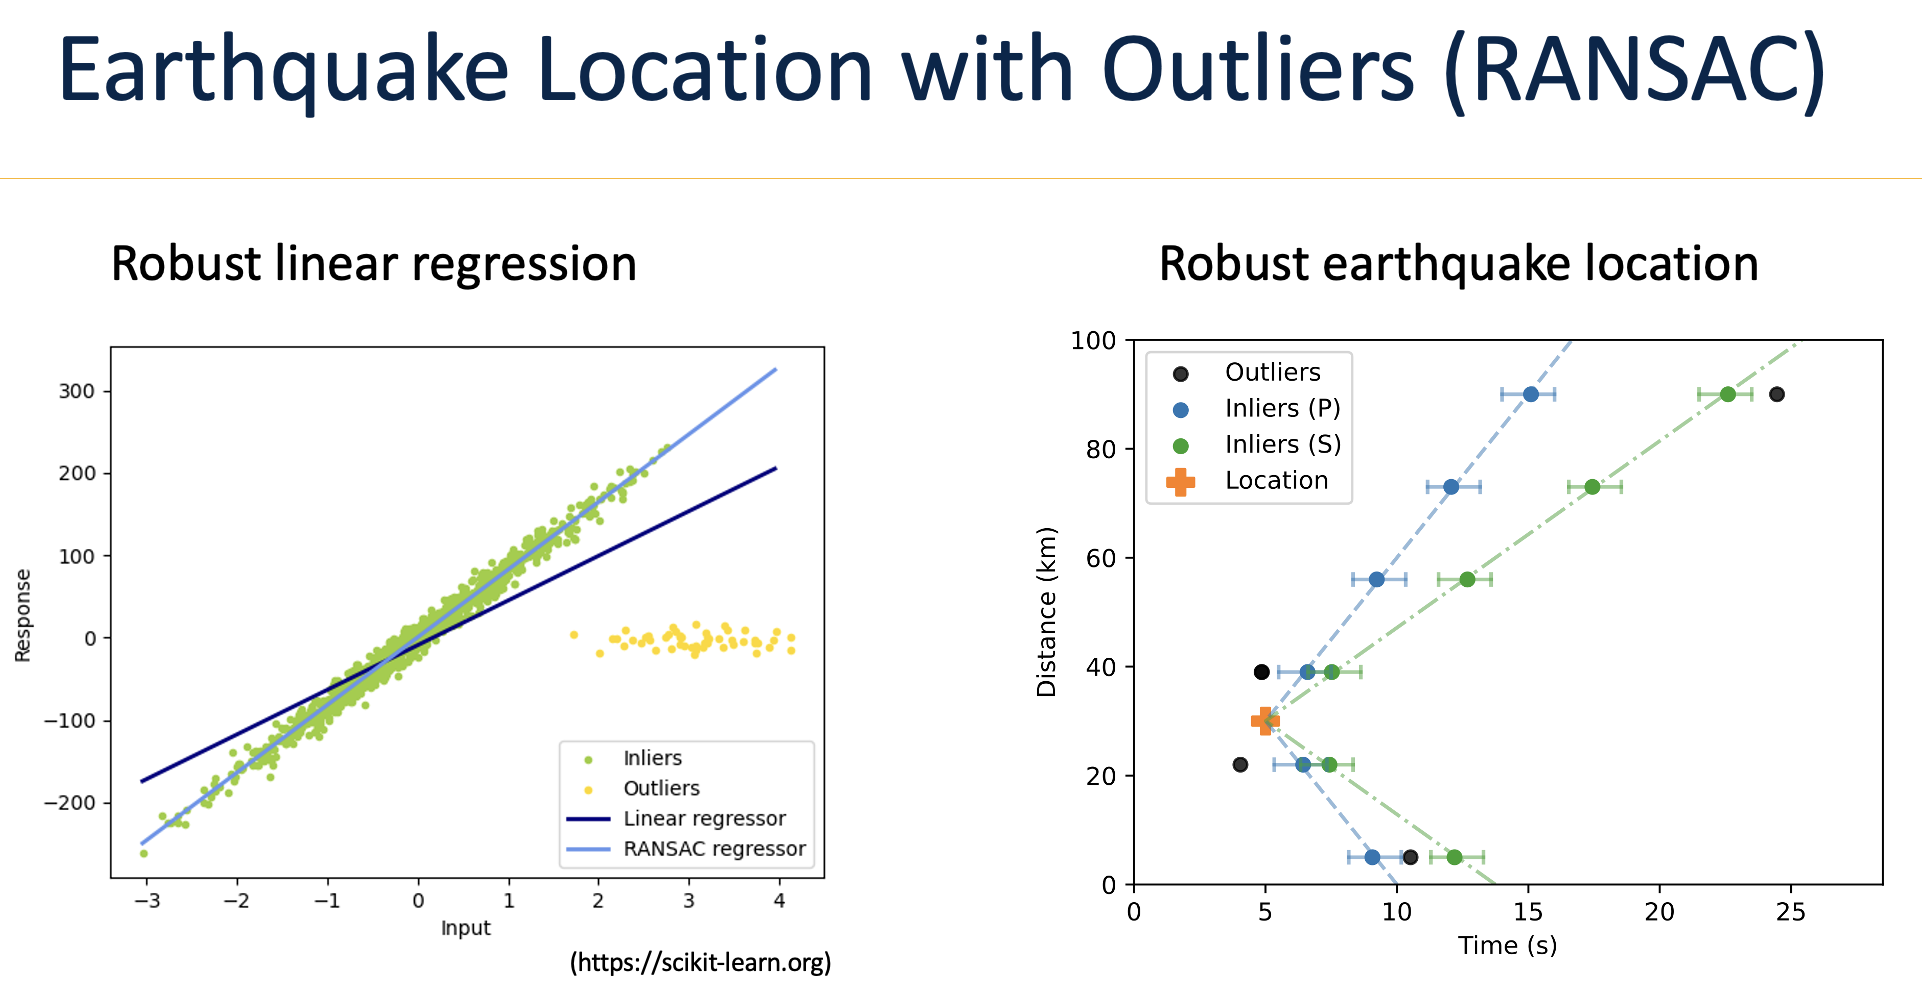 Earthquake Location with Outliers (RANSAC)
Robust linear regression
Robust earthquake location
300
200
100
0
−100
−200
Response
−3
−2
−1
0
1
2
3
4
Input
Inliers
Outliers
Linear regressor
RANSAC regressor
(https://scikit-learn.org)
100
80
60
40
20
0
Distance (km)
Outliers
Inliers (P)
Inliers (S)
Location
0
5
10
15
20
25
Time (s)